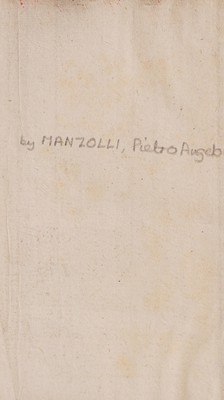 by MANZOLLI, Pietro Angelo